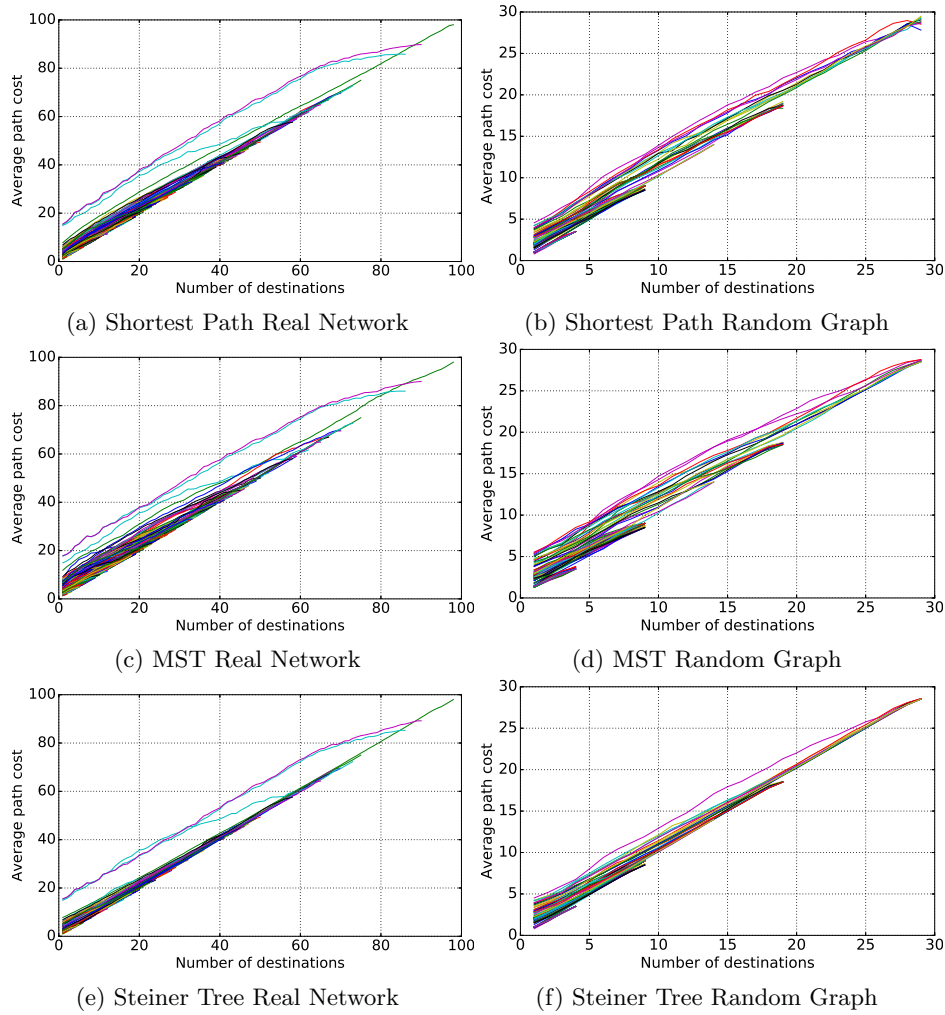 100
80
60
40
20
0
0 20 40 60 80 100
Average path cost
Number of destinations
(a) Shortest Path Real Network
30
25
20
15
10
5
0
0 5 10 15 20 25 30
Average path cost
Number of destinations
(b) Shortest Path Random Graph
100
80
60
40
20
0
0 20 40 60 80 100
Average path cost
Number of destinations
(c) MST Real Network
30
25
20
15
10
5
0
0 5 10 15 20 25 30
Average path cost
Number of destinations
(d) MST Random Graph
100
80
60
40
20
0
0 20 40 60 80 100
Average path cost
Number of destinations
(e) Steiner Tree Real Network
30
25
20
15
10
5
0
0 5 10 15 20 25 30
Average path cost
Number of destinations
(f) Steiner Tree Random Graph